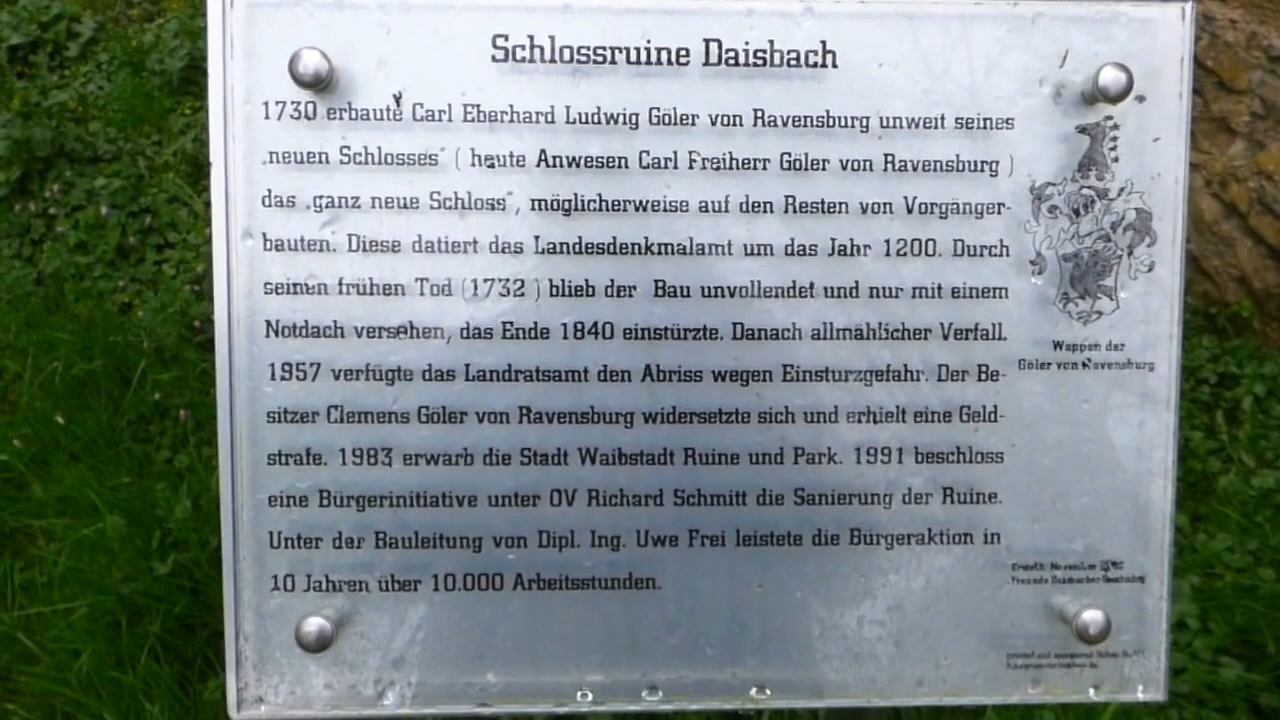 Schlossruine Daisbach
1730 erbaute Carl Eberhard Ludwig Göler von Ravensburg unweit seines
„neuen Schlosses“ ( heute Anwesen Carl Freiherr Göler von Ravensburg )
das „ganz neue Schloss“, möglicherweise auf den Resten von Vorgänger-
bauten. Diese datiert das Landesdenkmalamt um das Jahr 1200. Durch
seinen frühen Tod (1732 ) blieb der Bau unvollendet und nur mit einem
Notdach versehen, das Ende 1840 einstürzte. Danach allmählicher Verfall.
1957 verfügte das Landratsamt den Abriss wegen Einsturzgefahr. Der Be-
sitzer Clemens Göler von Ravensburg widersetzte sich und erhielt eine Geld-
strafe. 1983 erwarb die Stadt Waibstadt Ruine und Park. 1991 beschloss
eine Bürgerinitiative unter OV Richard Schmitt die Sanierung der Ruine.
Unter der Bauleitung von Dipl. Ing. Uwe Frei leistete die Bürgeraktion in
10 Jahren über 10.000 Arbeitsstunden.
Wappen der
Göler von Ravensburg
November
Freunde Daisbacher